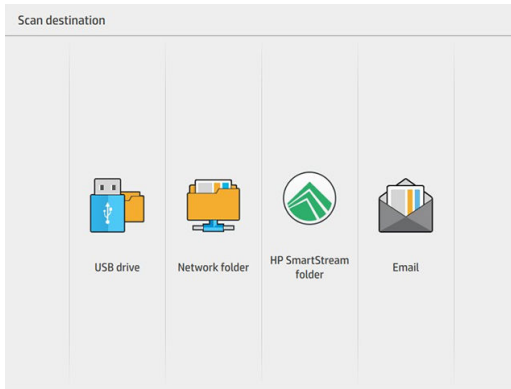 Scan destination
USB drive
Network folder
HP SmartStream
folder
Email